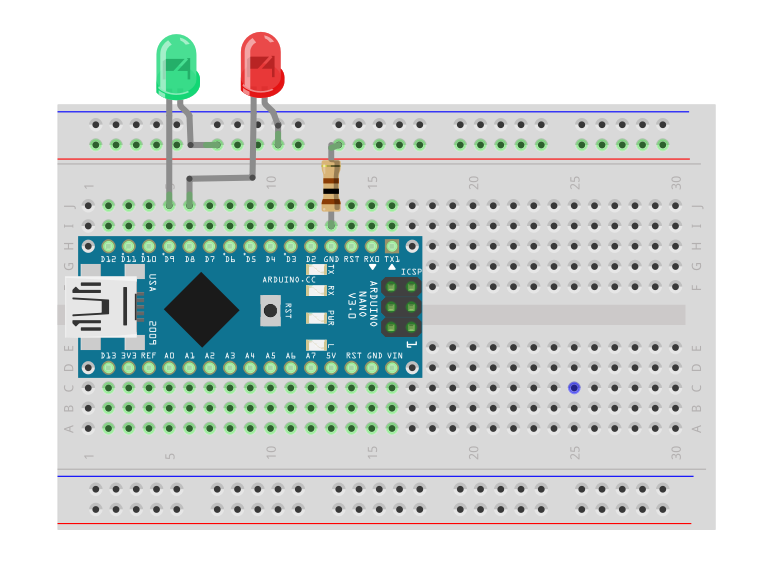 1 5 10 15 20 25 30
J J
I I
H H
D12 D11 D10 D9 D8 D7 D6 D5 D4 D3 D2 GND RST RX0 TX1
G G
TX
ICSP
F F
USA
ARDUINO.CC
RX
RST
ARDUINO
NANO
V3.0
2009
PWR
L
1
E E
D13 3V3 REF A0 A1 A2 A3 A4 A5 A6 A7 5V RST GND VIN
D D
C C
B B
A A
1 5 10 15 20 25 30